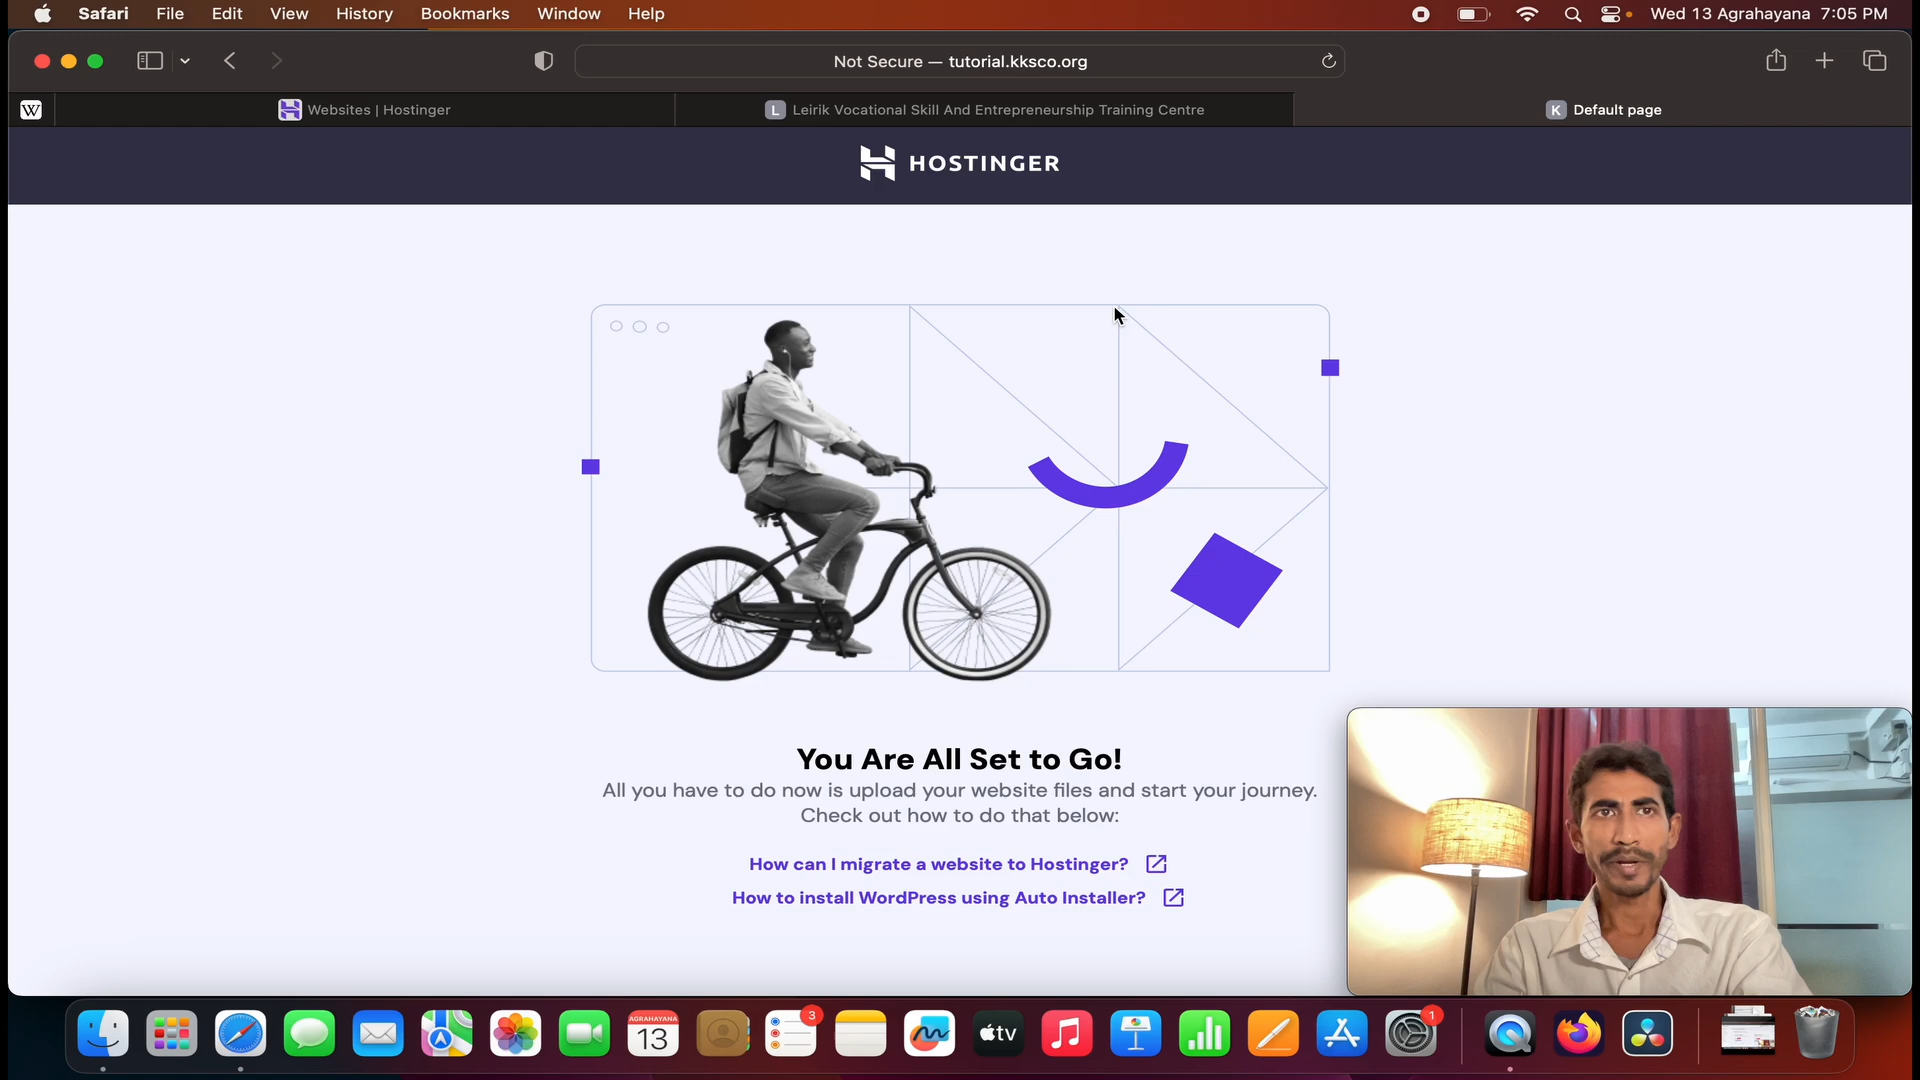 Safari File Edit View History Bookmarks Window Help
Wed 13 Agrahayana 7:05 PM
Not Secure — tutorial.kksco.org
W
Websites | Hostinger
L Leirik Vocational Skill And Entrepreneurship Training Centre
K Default page
HOSTINGER
You Are All Set to Go!
All you have to do now is upload your website files and start your journey.
Check out how to do that below:
How can I migrate a website to Hostinger?
How to install WordPress using Auto Installer?
AGRAHAYANA
13
3
tv
1